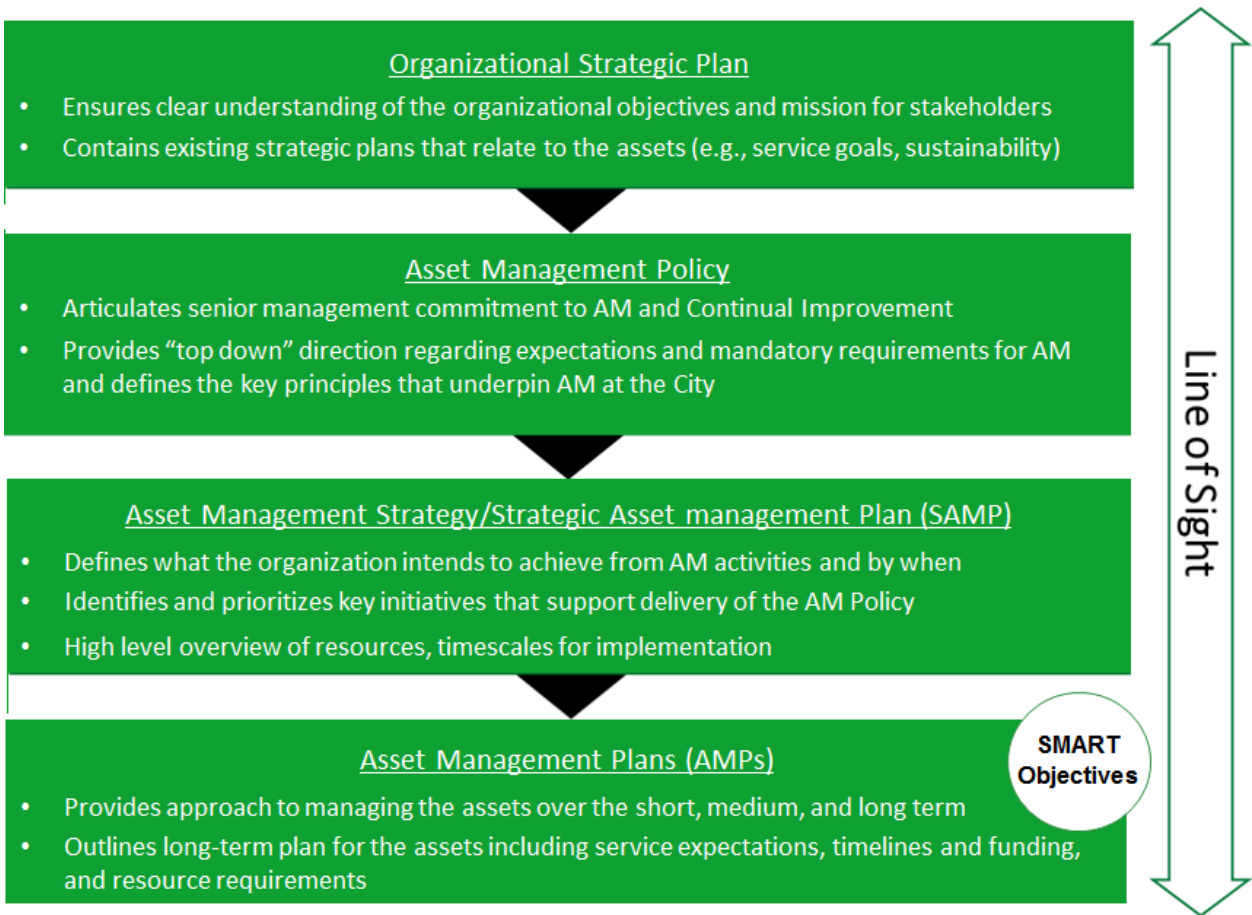 Organizational Strategic Plan
• Ensures clear understanding of the organizational objectives and mission for stakeholders
• Contains existing strategic plans that relate to the assets (e.g., service goals, sustainability)
Asset Management Policy
• Articulates senior management commitment to AM and Continual Improvement
• Provides “top down” direction regarding expectations and mandatory requirements for AM
and defines the key principles that underpin AM at the City
Asset Management Strategy/Strategic Asset management Plan (SAMP)
• Defines what the organization intends to achieve from AM activities and by when
• Identifies and prioritizes key initiatives that support delivery of the AM Policy
• High level overview of resources, timescales for implementation
Asset Management Plans (AMPs)
• Provides approach to managing the assets over the short, medium, and long term
• Outlines long-term plan for the assets including service expectations, timelines and funding,
and resource requirements
SMART
Objectives
Line of Sight